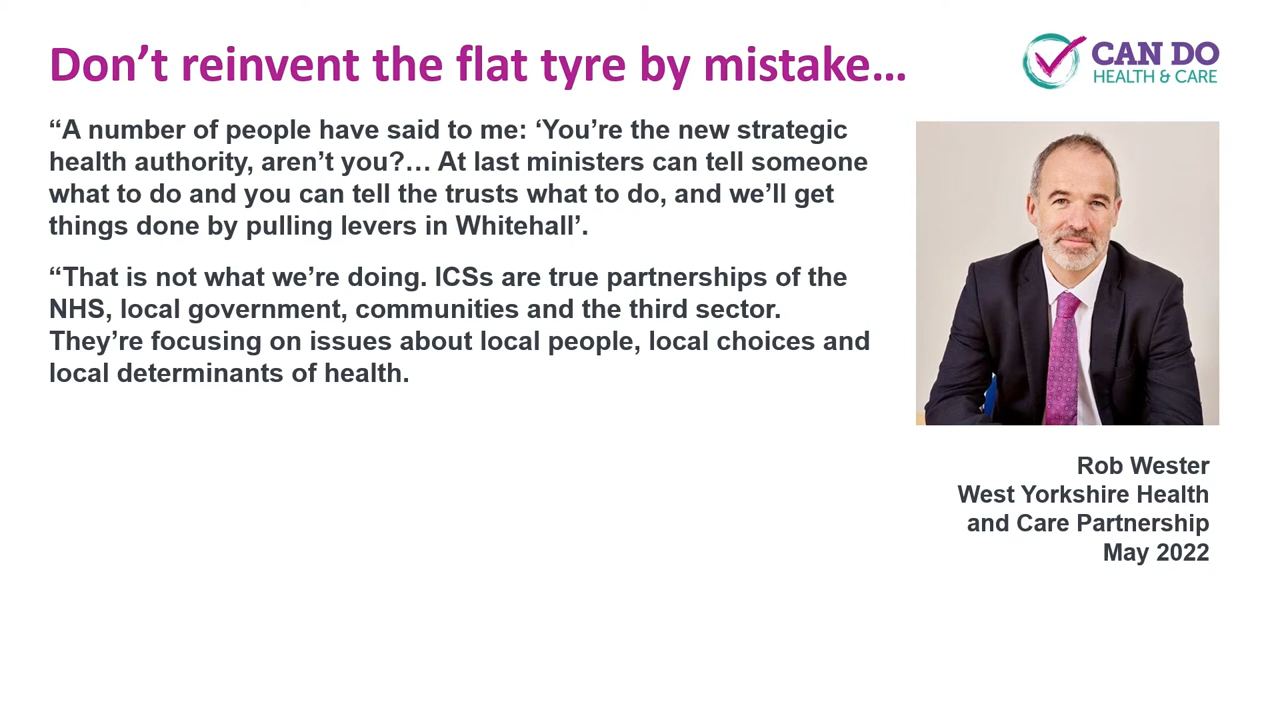 Don’t reinvent the flat tyre by mistake…
CAN DO
HEALTH & CARE
“A number of people have said to me: ‘You’re the new strategic
health authority, aren’t you?… At last ministers can tell someone
what to do and you can tell the trusts what to do, and we’ll get
things done by pulling levers in Whitehall’.
“That is not what we’re doing. ICSs are true partnerships of the
NHS, local government, communities and the third sector.
They’re focusing on issues about local people, local choices and
local determinants of health.
Rob Wester
West Yorkshire Health
and Care Partnership
May 2022